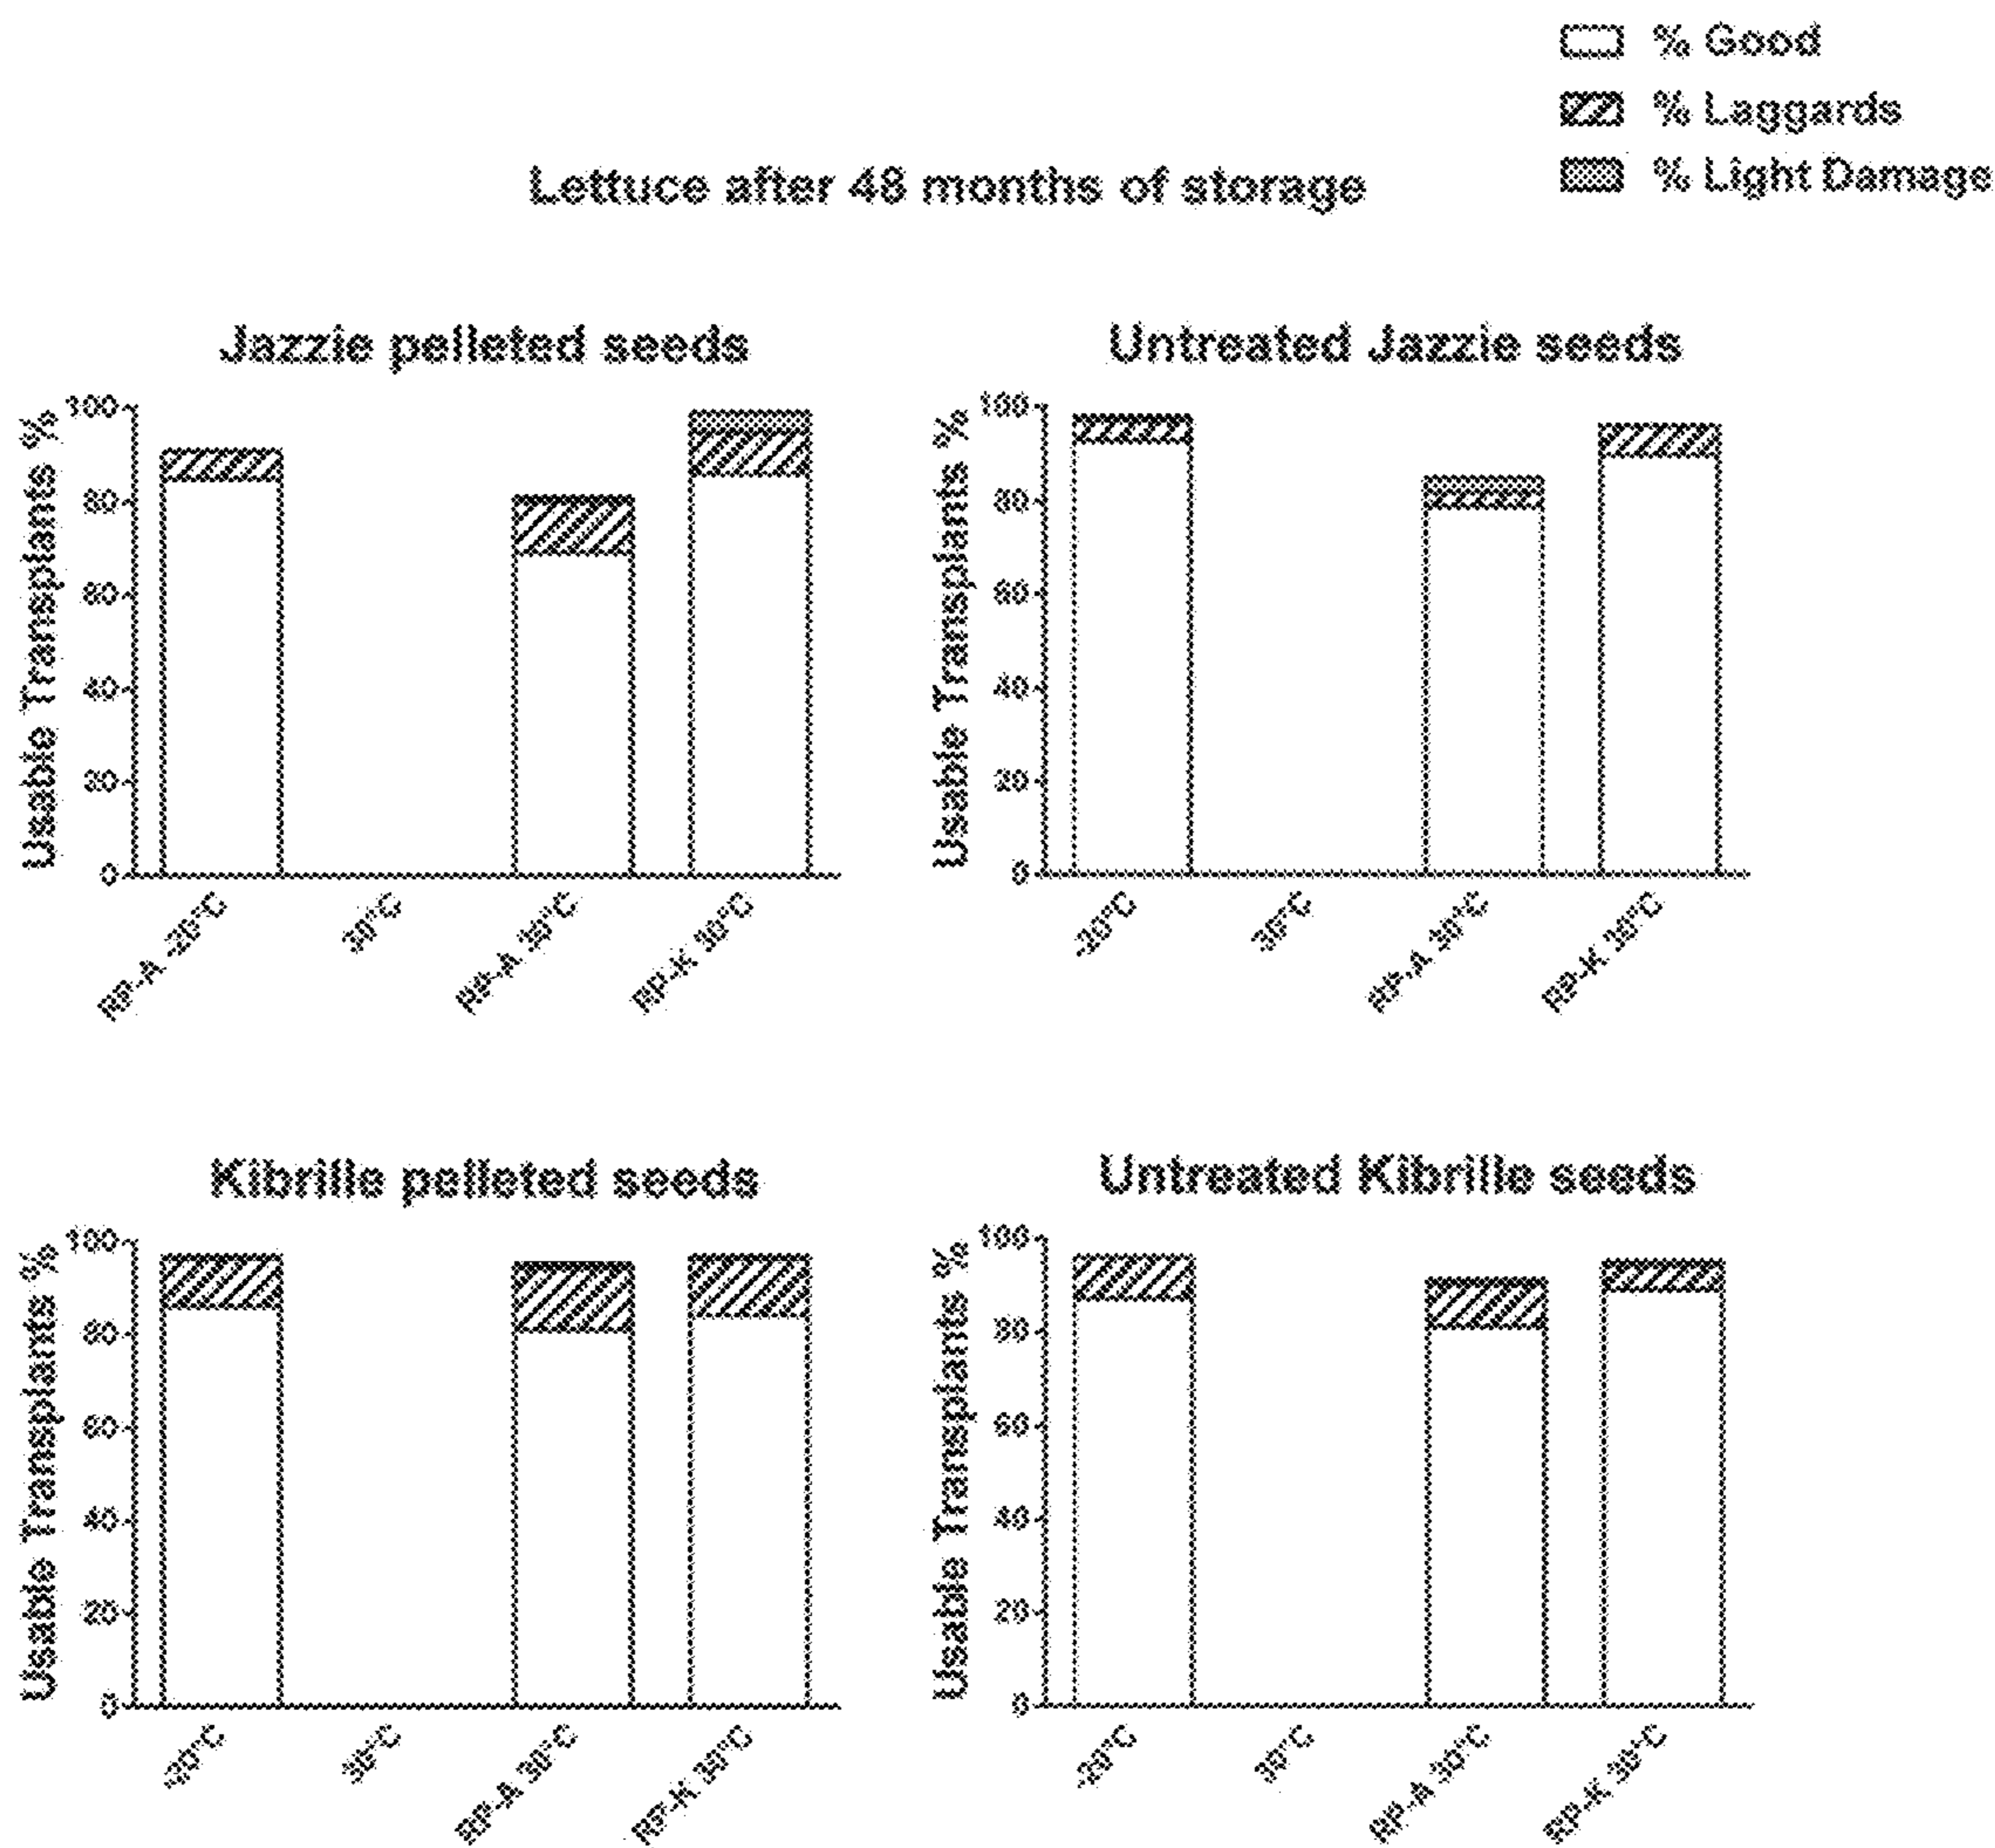 % Good
% Laggards
% Light Damage
Lettuce after 48 months of storage
Jazzie pelleted seeds
Untreated Jazzie seeds
Usable Transplants %
100
80
60
40
20
0
RP-A -20°C
30°C
RP-A 30°C
RP-K 30°C
Usable Transplants %
100
80
60
40
20
0
-20°C
30°C
RP-A 30°C
RP-K 30°C
Kibrille pelleted seeds
Untreated Kibrille seeds
Usable Transplants %
100
80
60
40
20
0
-20°C
30°C
RP-A 30°C
RP-K 30°C
Usable Transplants %
100
80
60
40
20
0
-20°C
30°C
RP-A 30°C
RP-K 30°C